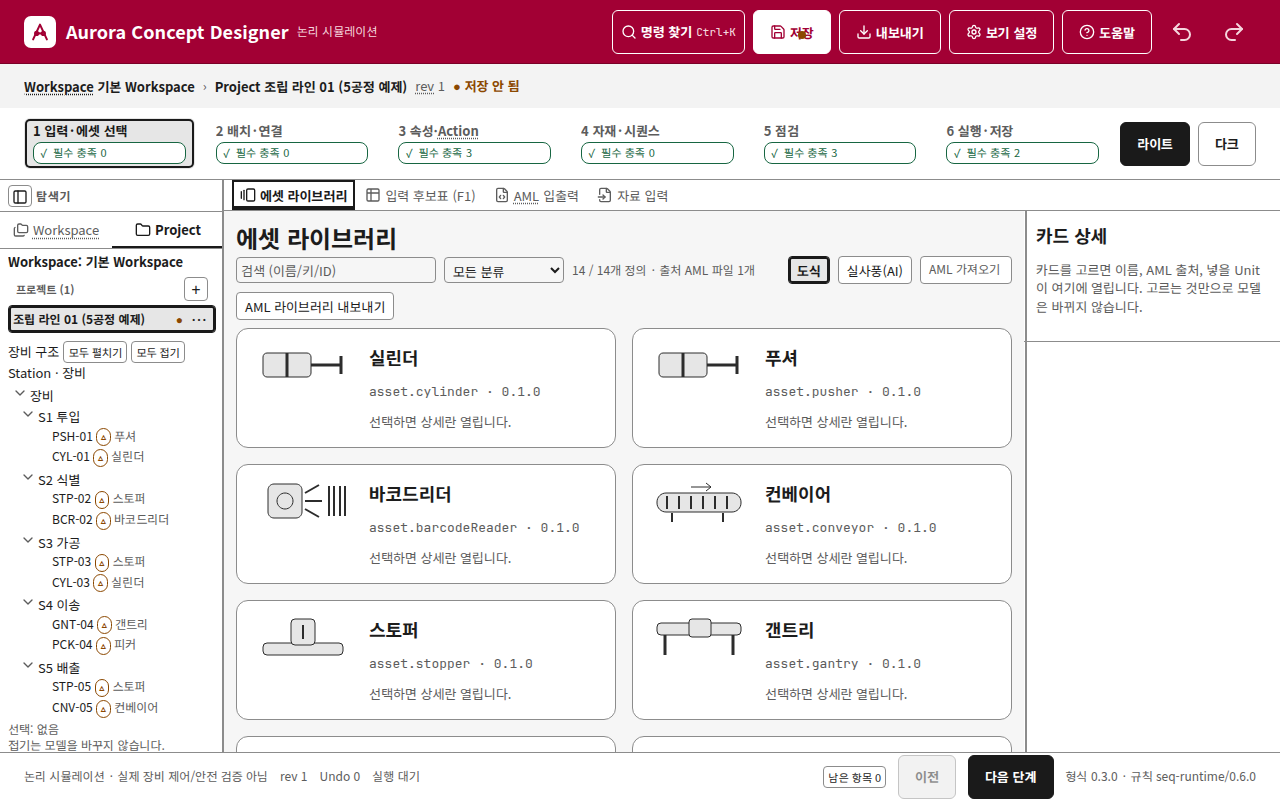 Aurora Concept Designer 논리 시뮬레이션 명령 찾기 Ctrl+K 저장 내보내기 보기 설정 도움말
Workspace 기본 Workspace › Project 조립 라인 01 (5공정 예제) rev 1 ● 저장 안 됨
1 입력·에셋 선택 2 배치·연결 3 속성·Action 4 자재·시퀀스 5 점검 6 실행·저장
✓ 필수 충족 0 ✓ 필수 충족 0 ✓ 필수 충족 3 ✓ 필수 충족 0 ✓ 필수 충족 3 ✓ 필수 충족 2
라이트 다크
탐색기
Workspace Project
Workspace: 기본 Workspace
프로젝트 (1) +
조립 라인 01 (5공정 예제) ● ···
장비 구조 모두 펼치기 모두 접기
Station · 장비
장비
S1 투입
PSH-01 푸셔
CYL-01 실린더
S2 식별
STP-02 스토퍼
BCR-02 바코드리더
S3 가공
STP-03 스토퍼
CYL-03 실린더
S4 이송
GNT-04 갠트리
PCK-04 피커
S5 배출
STP-05 스토퍼
CNV-05 컨베이어
선택: 없음
접기는 모델을 바꾸지 않습니다.
에셋 라이브러리 입력 후보표 (F1) AML 입출력 자료 입력
에셋 라이브러리
검색 (이름/키/ID) 모든 분류 14 / 14개 정의 · 출처 AML 파일 1개 도식 실사풍(AI) AML 가져오기
AML 라이브러리 내보내기
실린더
asset.cylinder · 0.1.0
선택하면 상세란 열립니다.
푸셔
asset.pusher · 0.1.0
선택하면 상세란 열립니다.
바코드리더
asset.barcodeReader · 0.1.0
선택하면 상세란 열립니다.
컨베이어
asset.conveyor · 0.1.0
선택하면 상세란 열립니다.
스토퍼
asset.stopper · 0.1.0
선택하면 상세란 열립니다.
갠트리
asset.gantry · 0.1.0
선택하면 상세란 열립니다.
카드 상세
카드를 고르면 이름, AML 출처, 넣을 Unit
이 여기에 열립니다. 고르는 것만으로 모델
은 바뀌지 않습니다.
논리 시뮬레이션 · 실제 장비 제어/안전 검증 아님 rev 1 Undo 0 실행 대기 남은 항목 0 이전 다음 단계 형식 0.3.0 · 규칙 seq-runtime/0.6.0